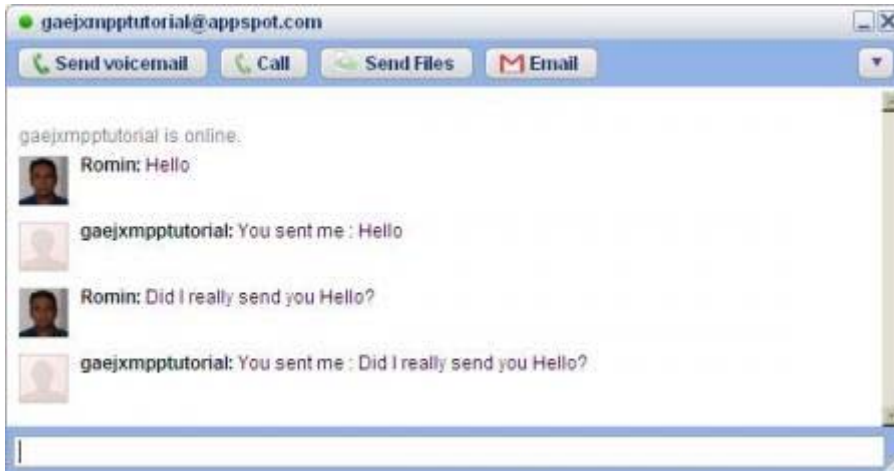 gaejxmpptutorial@appspot.com
Send voicemail Call Send Files Email
gaejxmpptutorial is online.
Romin: Hello
gaejxmpptutorial: You sent me : Hello
Romin: Did I really send you Hello?
gaejxmpptutorial: You sent me : Did I really send you Hello?